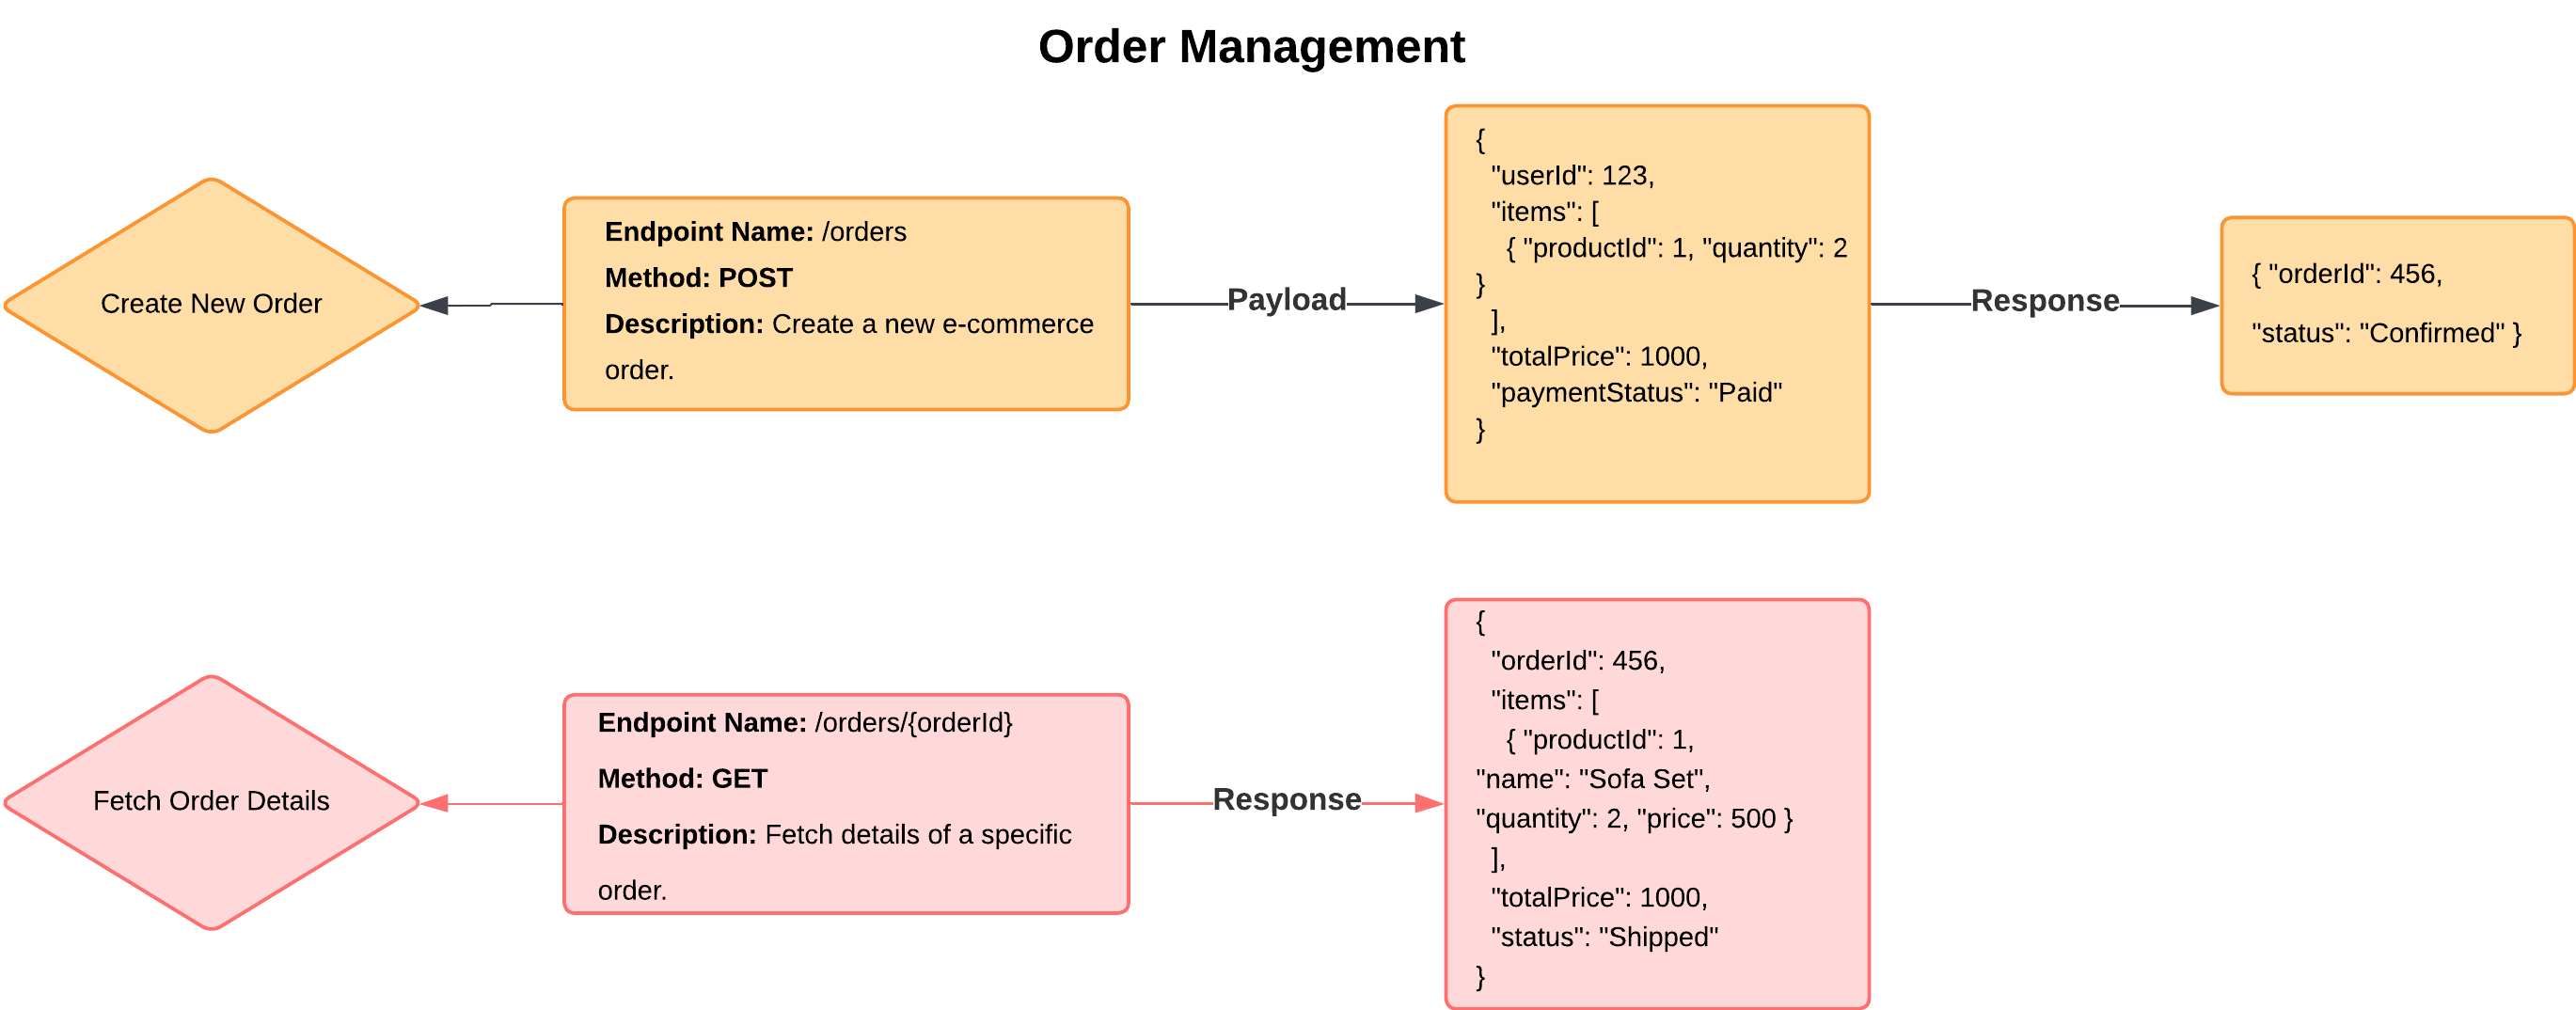 Order Management
Create New Order
Endpoint Name: /orders
Method: POST
Description: Create a new e-commerce
order.
Payload
{
"userId": 123,
"items": [
{ "productId": 1, "quantity": 2
}
],
"totalPrice": 1000,
"paymentStatus": "Paid"
}
Response
{ "orderId": 456,
"status": "Confirmed" }
Fetch Order Details
Endpoint Name: /orders/{orderId}
Method: GET
Description: Fetch details of a specific
order.
Response
{
"orderId": 456,
"items": [
{ "productId": 1,
"name": "Sofa Set",
"quantity": 2, "price": 500 }
],
"totalPrice": 1000,
"status": "Shipped"
}